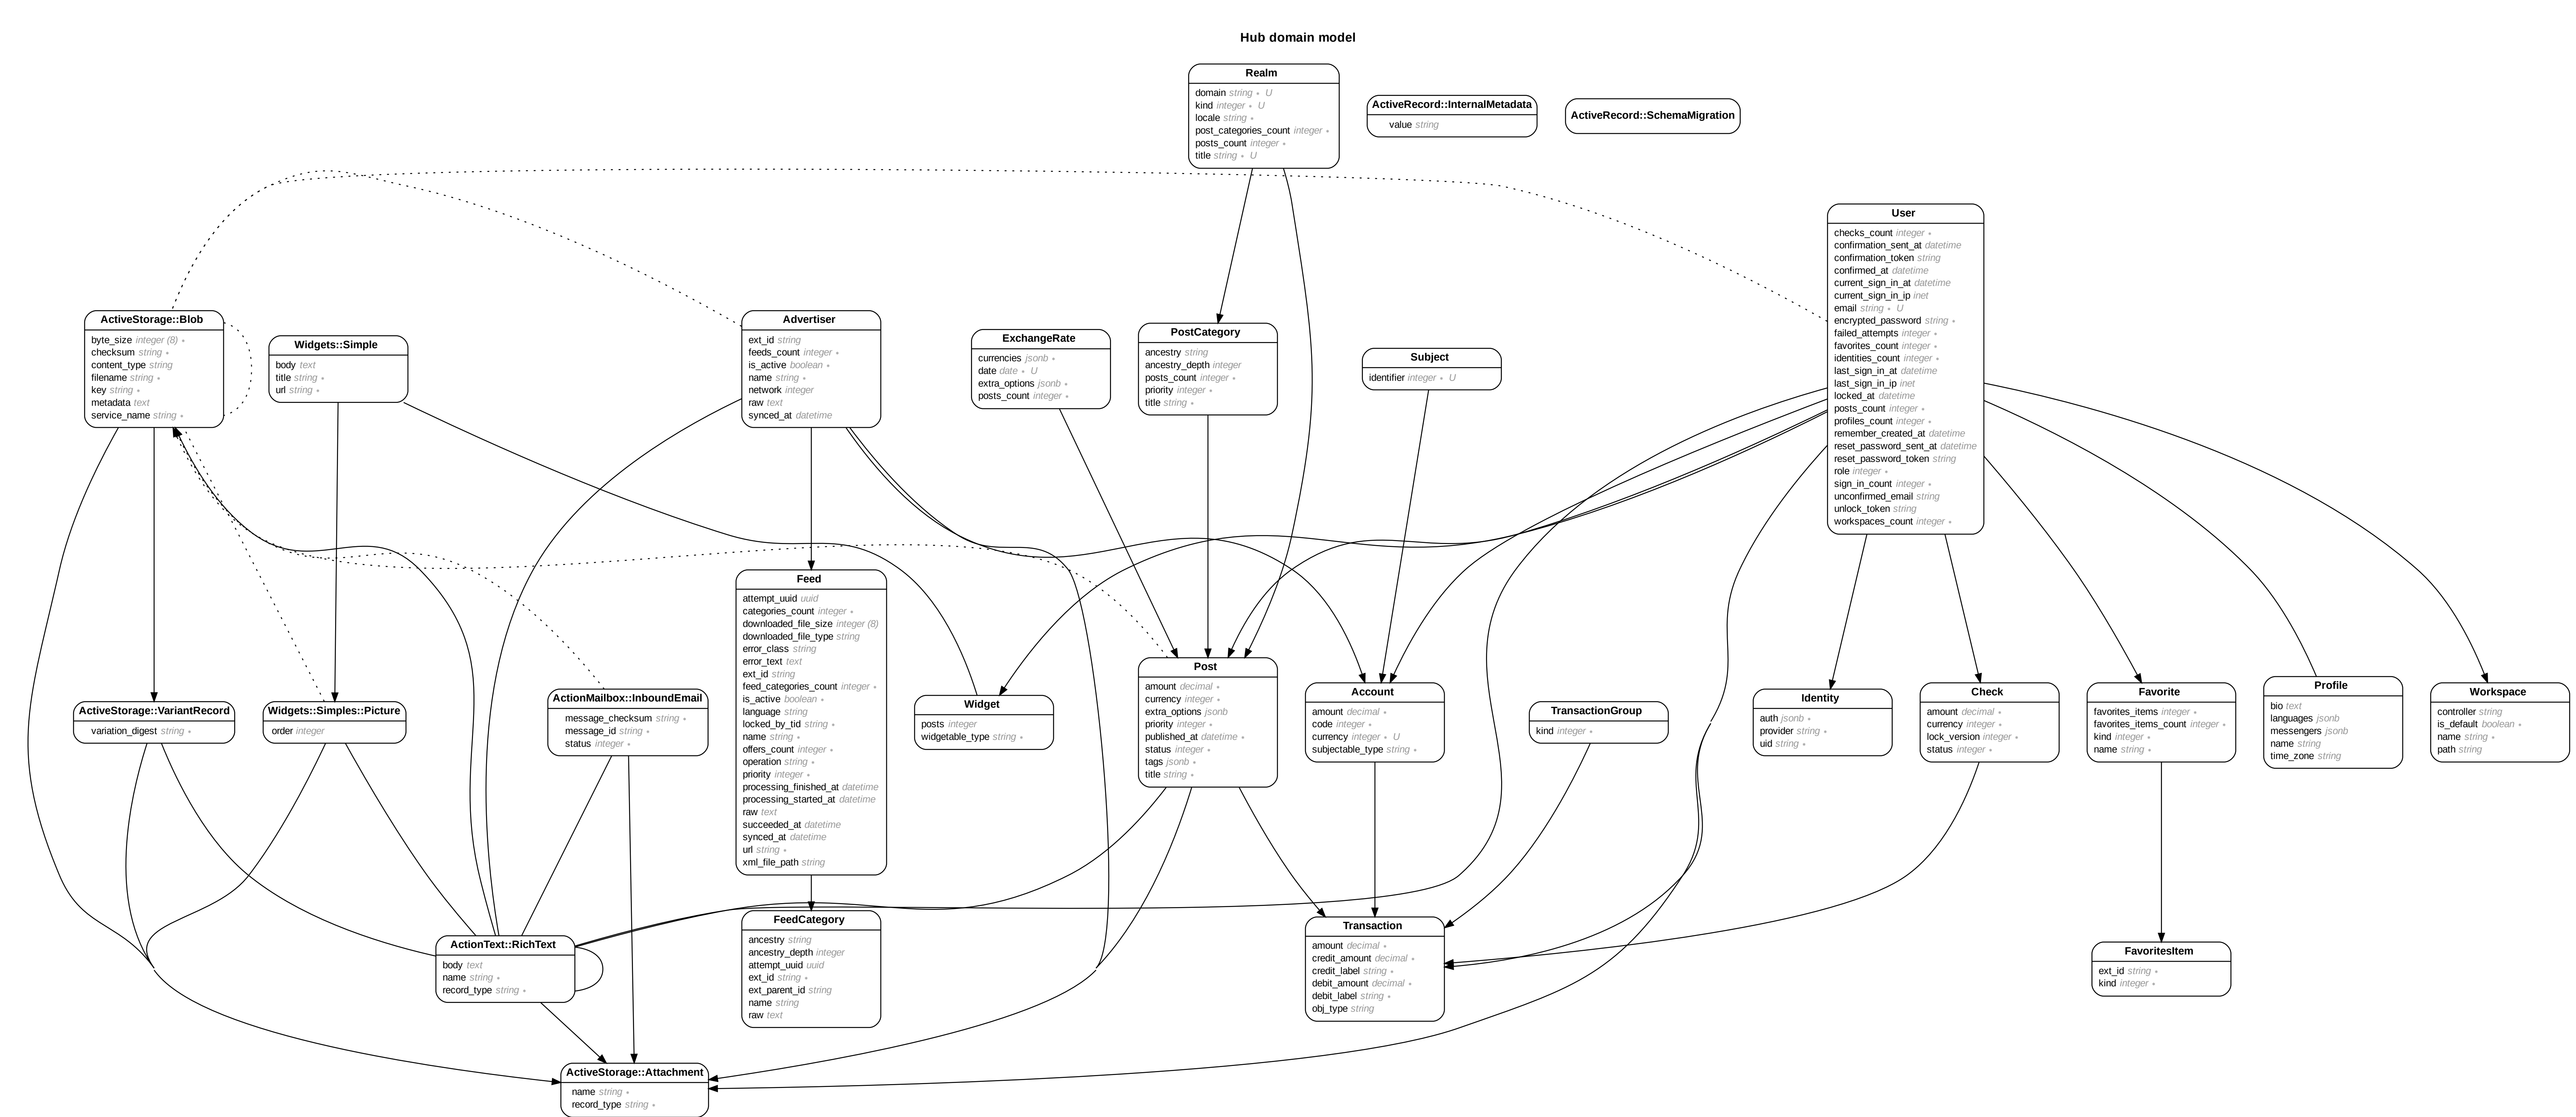 Hub domain model
Realm
domain string ∗ U
kind integer ∗ U
locale string ∗
post_categories_count integer ∗
posts_count integer ∗
title string ∗ U
ActiveRecord::InternalMetadata
value string
ActiveRecord::SchemaMigration
User
checks_count integer ∗
confirmation_sent_at datetime
confirmation_token string
confirmed_at datetime
current_sign_in_at datetime
current_sign_in_ip inet
email string ∗ U
encrypted_password string ∗
failed_attempts integer ∗
favorites_count integer ∗
identities_count integer ∗
last_sign_in_at datetime
last_sign_in_ip inet
locked_at datetime
posts_count integer ∗
profiles_count integer ∗
remember_created_at datetime
reset_password_sent_at datetime
reset_password_token string
role integer ∗
sign_in_count integer ∗
unconfirmed_email string
unlock_token string
workspaces_count integer ∗
ActiveStorage::Blob
byte_size integer (8) ∗
checksum string ∗
content_type string
filename string ∗
key string ∗
metadata text
service_name string ∗
Widgets::Simple
body text
title string ∗
url string ∗
Advertiser
ext_id string
feeds_count integer ∗
is_active boolean ∗
name string ∗
network integer
raw text
synced_at datetime
ExchangeRate
currencies jsonb ∗
date date ∗ U
extra_options jsonb ∗
posts_count integer ∗
PostCategory
ancestry string
ancestry_depth integer
posts_count integer ∗
priority integer ∗
title string ∗
Subject
identifier integer ∗ U
Feed
attempt_uuid uuid
categories_count integer ∗
downloaded_file_size integer (8)
downloaded_file_type string
error_class string
error_text text
ext_id string
feed_categories_count integer ∗
is_active boolean ∗
language string
locked_by_tid string ∗
name string ∗
offers_count integer ∗
operation string ∗
priority integer ∗
processing_finished_at datetime
processing_started_at datetime
raw text
succeeded_at datetime
synced_at datetime
url string ∗
xml_file_path string
ActiveStorage::VariantRecord
variation_digest string ∗
Widgets::Simples::Picture
order integer
ActionMailbox::InboundEmail
message_checksum string ∗
message_id string ∗
status integer ∗
Widget
posts integer
widgetable_type string ∗
Post
amount decimal ∗
currency integer ∗
extra_options jsonb
priority integer ∗
published_at datetime ∗
status integer ∗
tags jsonb ∗
title string ∗
Account
amount decimal ∗
code integer ∗
currency integer ∗ U
subjectable_type string ∗
TransactionGroup
kind integer ∗
Identity
auth jsonb ∗
provider string ∗
uid string ∗
Check
amount decimal ∗
currency integer ∗
lock_version integer ∗
status integer ∗
Favorite
favorites_items integer ∗
favorites_items_count integer ∗
kind integer ∗
name string ∗
Profile
bio text
languages jsonb
messengers jsonb
name string
time_zone string
Workspace
controller string
is_default boolean ∗
name string ∗
path string
ActionText::RichText
body text
name string ∗
record_type string ∗
FeedCategory
ancestry string
ancestry_depth integer
attempt_uuid uuid
ext_id string ∗
ext_parent_id string
name string
raw text
Transaction
amount decimal ∗
credit_amount decimal ∗
credit_label string ∗
debit_amount decimal ∗
debit_label string ∗
obj_type string
FavoritesItem
ext_id string ∗
kind integer ∗
ActiveStorage::Attachment
name string ∗
record_type string ∗